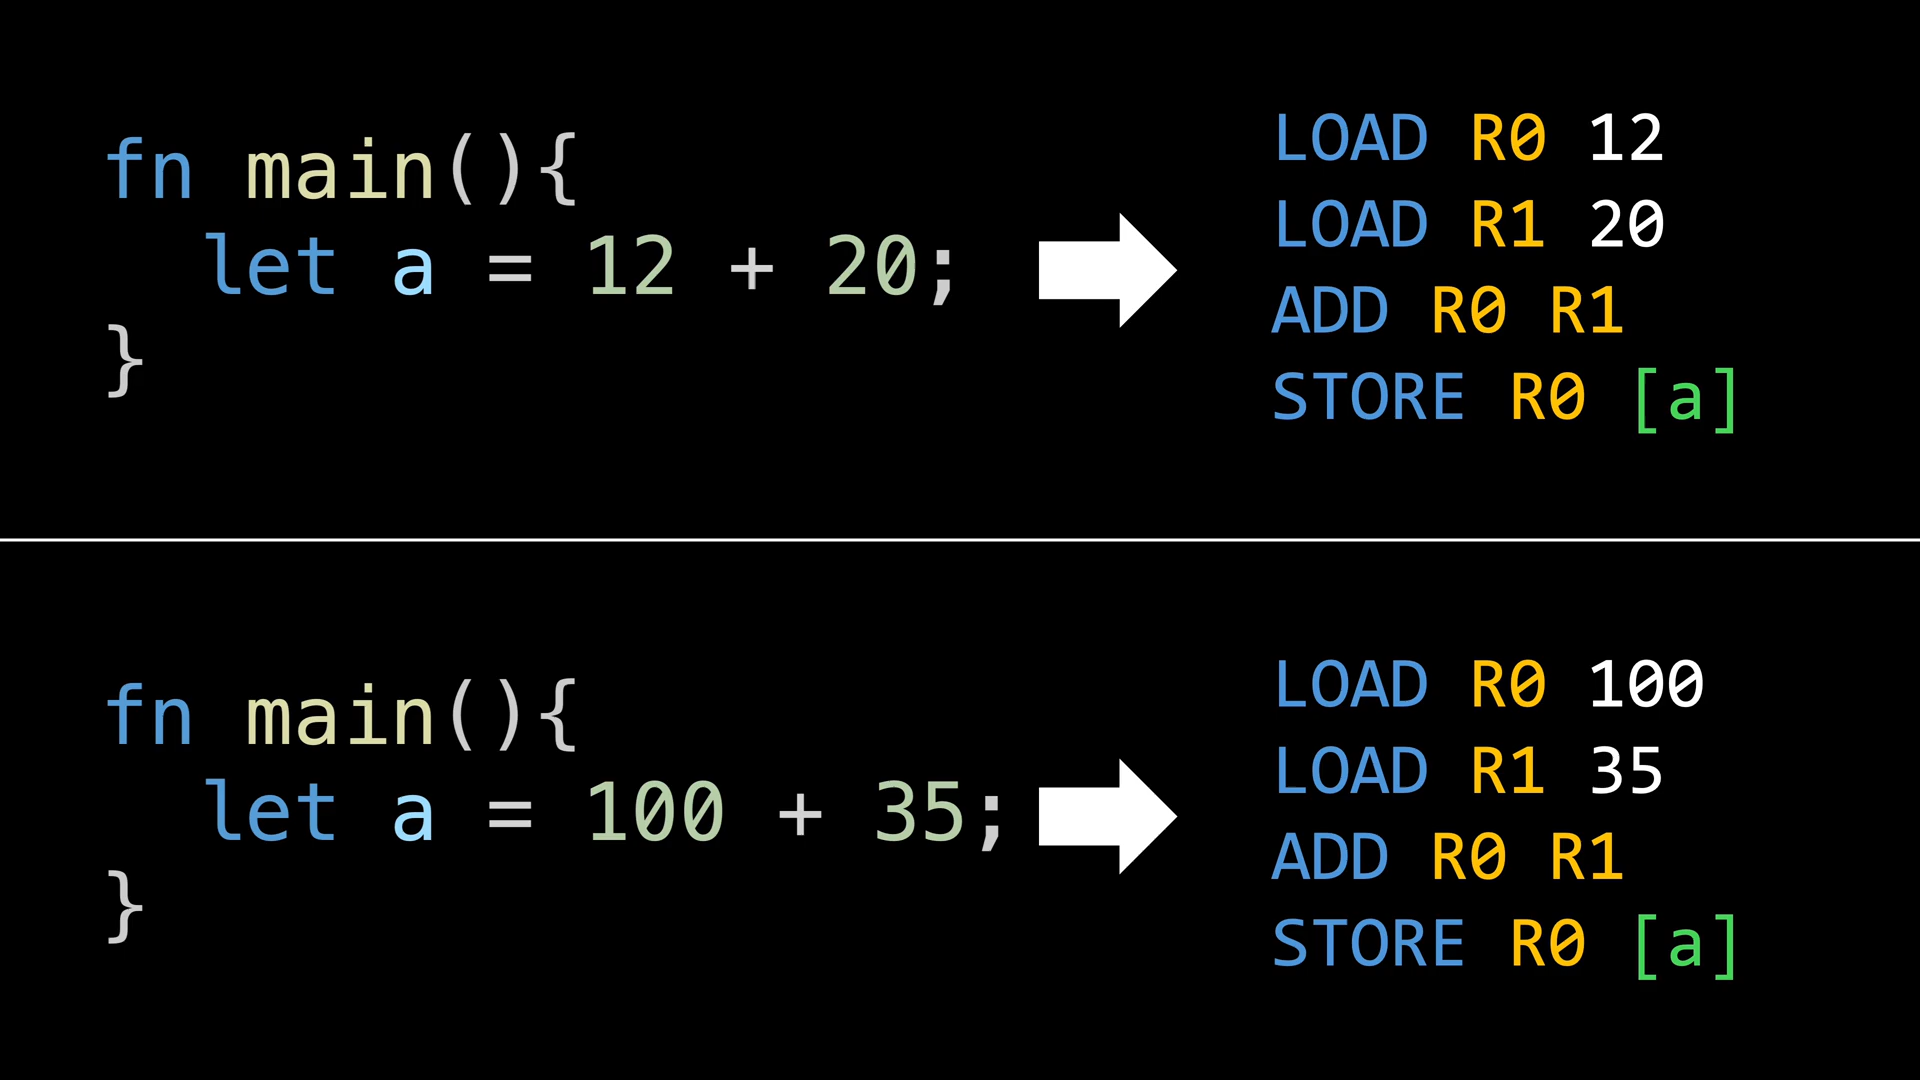 fn main(){
  let a = 12 + 20;
}
LOAD R0 12
LOAD R1 20
ADD R0 R1
STORE R0 [a]
fn main(){
  let a = 100 + 35;
}
LOAD R0 100
LOAD R1 35
ADD R0 R1
STORE R0 [a]